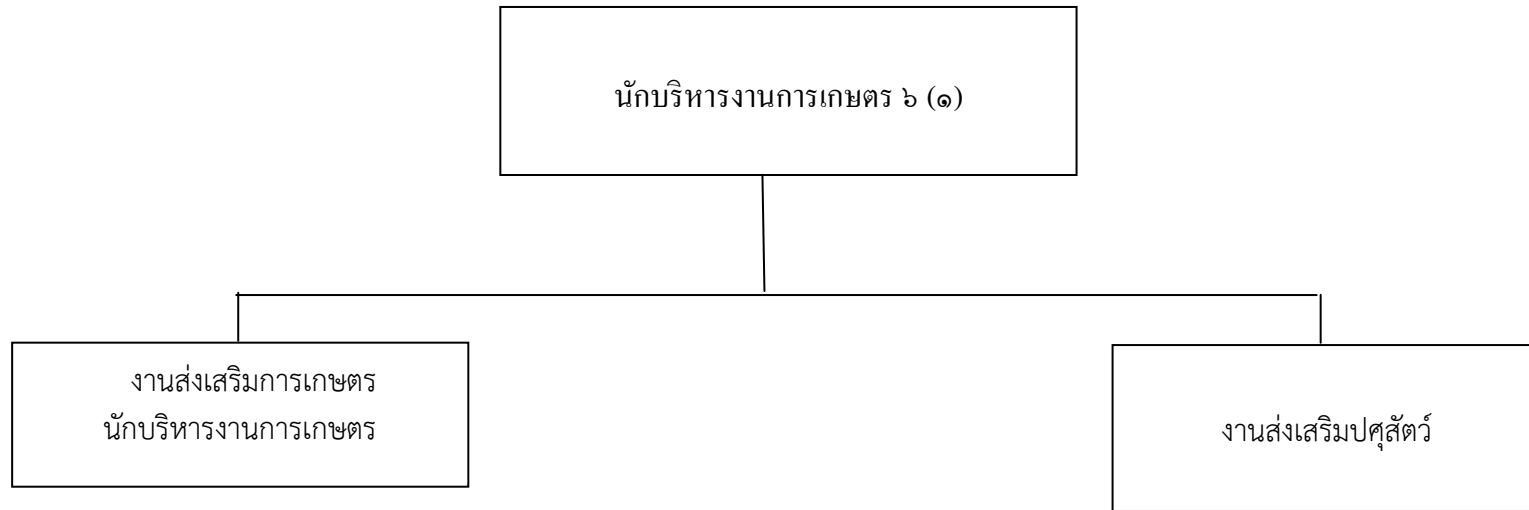 นักบริหารงานการเกษตร ๖ (๑)
งานส่งเสริมการเกษตร
นักบริหารงานการเกษตร
งานส่งเสริมปศุสัตว์